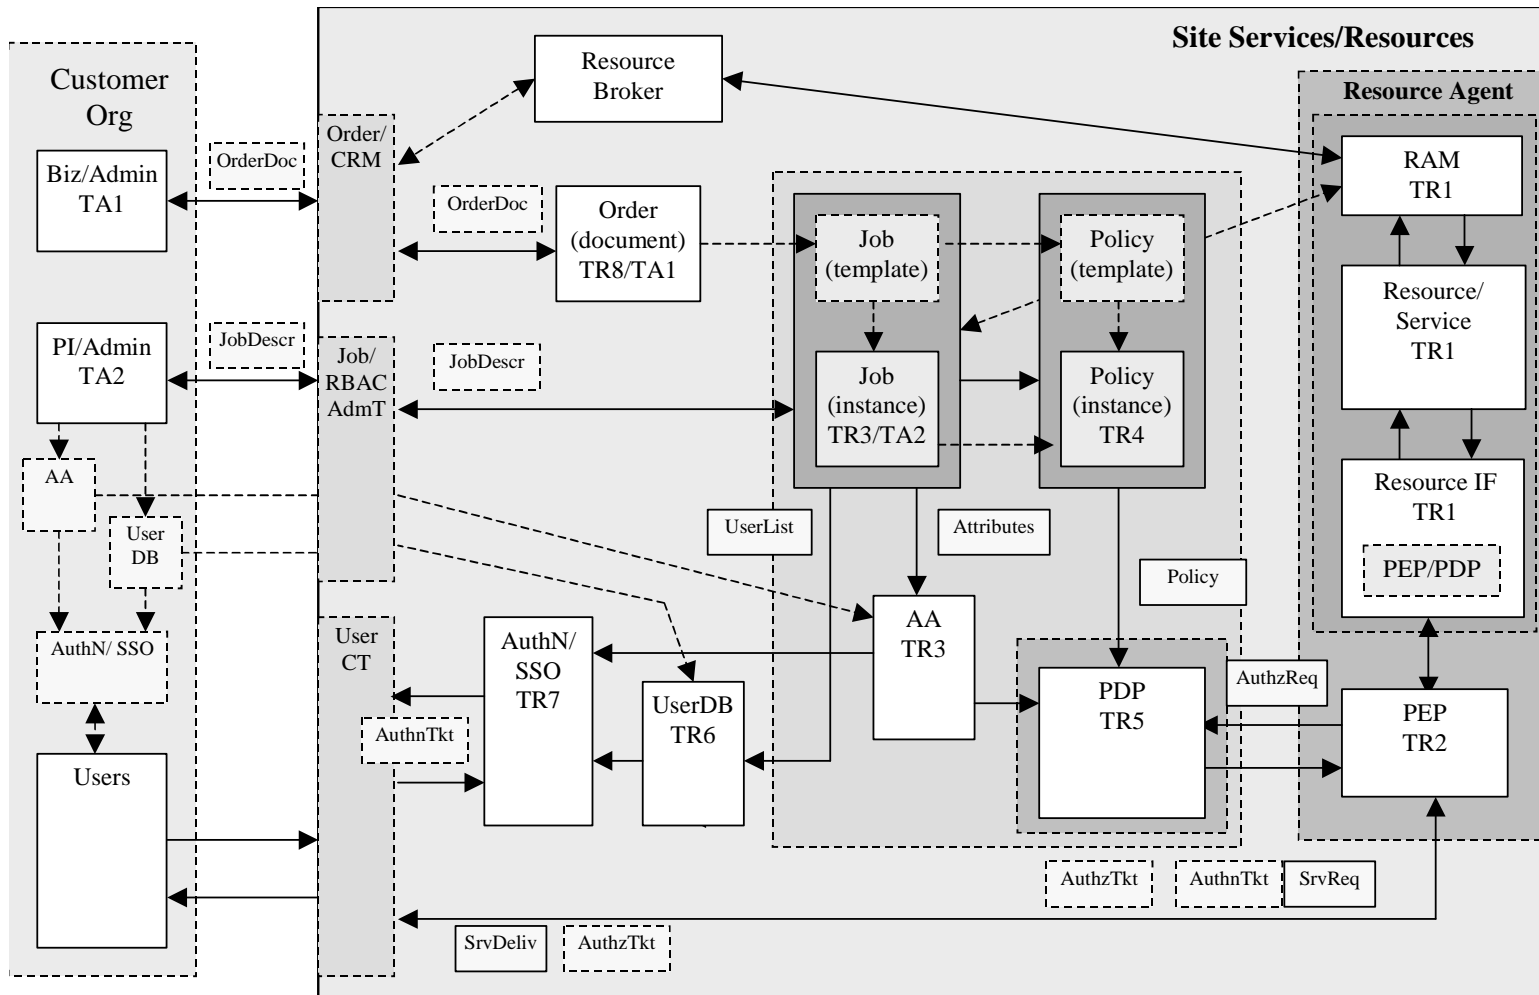 Site Services/Resources
Customer
Org
Biz/Admin
TA1
OrderDoc
PI/Admin
TA2
JobDescr
AA
User
DB
AuthN/ SSO
Users
Order/
CRM
Job/
RBAC
AdmT
User
CT
Resource
Broker
OrderDoc
Order
(document)
TR8/TA1
JobDescr
Job
(template)
Job
(instance)
TR3/TA2
Policy
(template)
Policy
(instance)
TR4
UserList
Attributes
Policy
AA
TR3
AuthN/
SSO
TR7
AuthnTkt
UserDB
TR6
PDP
TR5
AuthzReq
Resource Agent
RAM
TR1
Resource/
Service
TR1
Resource IF
TR1
PEP/PDP
PEP
TR2
AuthzTkt
AuthnTkt
SrvReq
SrvDeliv
AuthzTkt